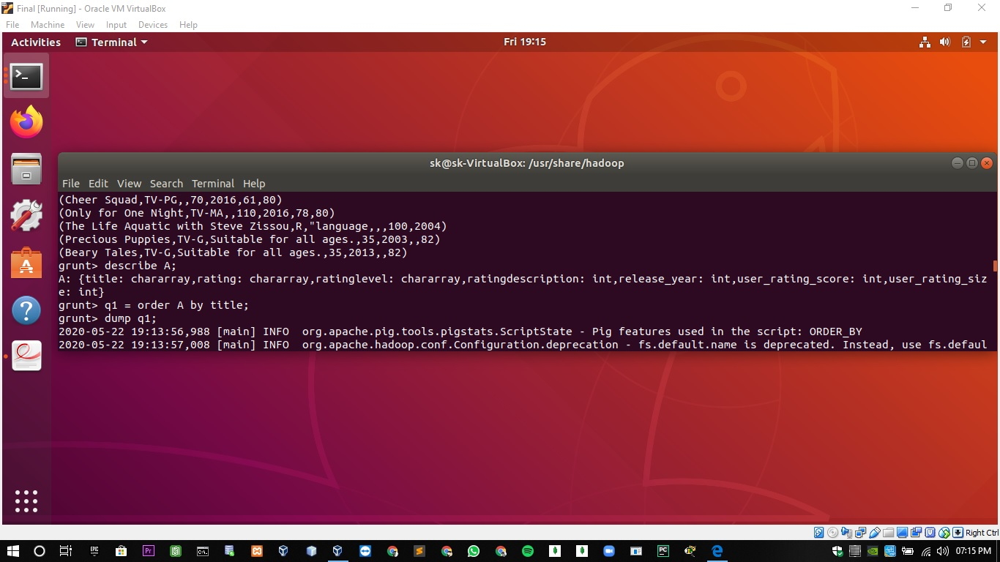 Final [Running] - Oracle VM VirtualBox
File Machine View Input Devices Help
Activities Terminal Fri 19:15
sk@sk-VirtualBox: /usr/share/hadoop
File Edit View Search Terminal Help
(Cheer Squad,TV-PG,,70,2016,61,80)
(Only for One Night,TV-MA,,110,2016,78,80)
(The Life Aquatic with Steve Zissou,R,"language,,,100,2004)
(Precious Puppies,TV-G,Suitable for all ages.,35,2003,,82)
(Beary Tales,TV-G,Suitable for all ages.,35,2013,,82)
grunt> describe A;
A: {title: chararray,rating: chararray,ratinglevel: chararray,ratingdescription: int,release_year: int,user_rating_score: int,user_rating_siz
e: int}
grunt> q1 = order A by title;
grunt> dump q1;
2020-05-22 19:13:56,988 [main] INFO  org.apache.pig.tools.pigstats.ScriptState - Pig features used in the script: ORDER_BY
2020-05-22 19:13:57,008 [main] INFO  org.apache.hadoop.conf.Configuration.deprecation - fs.default.name is deprecated. Instead, use fs.defaul
Right Ctrl
EPIC Pr C:\. PC 07:15 PM